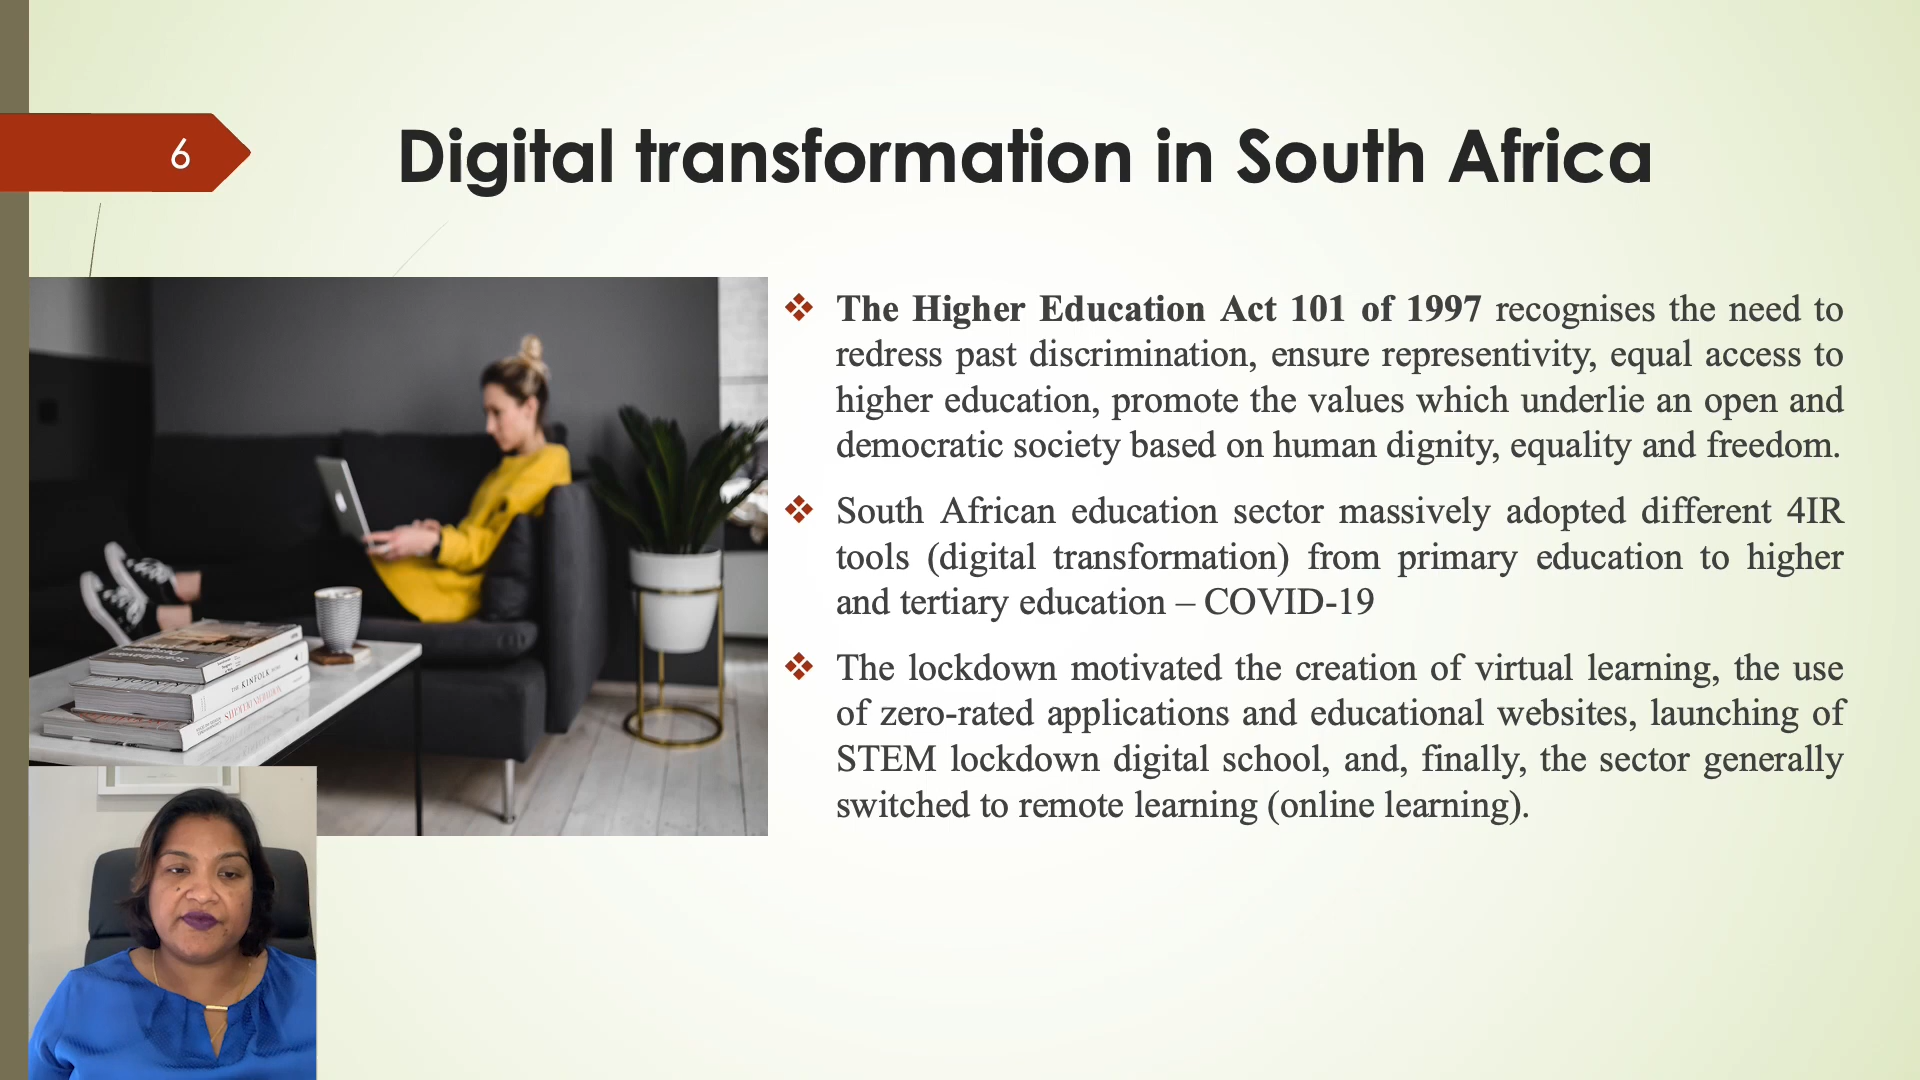 6
Digital transformation in South Africa
The Higher Education Act 101 of 1997 recognises the need to
redress past discrimination, ensure representivity, equal access to
higher education, promote the values which underlie an open and
democratic society based on human dignity, equality and freedom.
South African education sector massively adopted different 4IR
tools (digital transformation) from primary education to higher
and tertiary education – COVID-19
The lockdown motivated the creation of virtual learning, the use
of zero-rated applications and educational websites, launching of
STEM lockdown digital school, and, finally, the sector generally
switched to remote learning (online learning).
THE KINFOLK